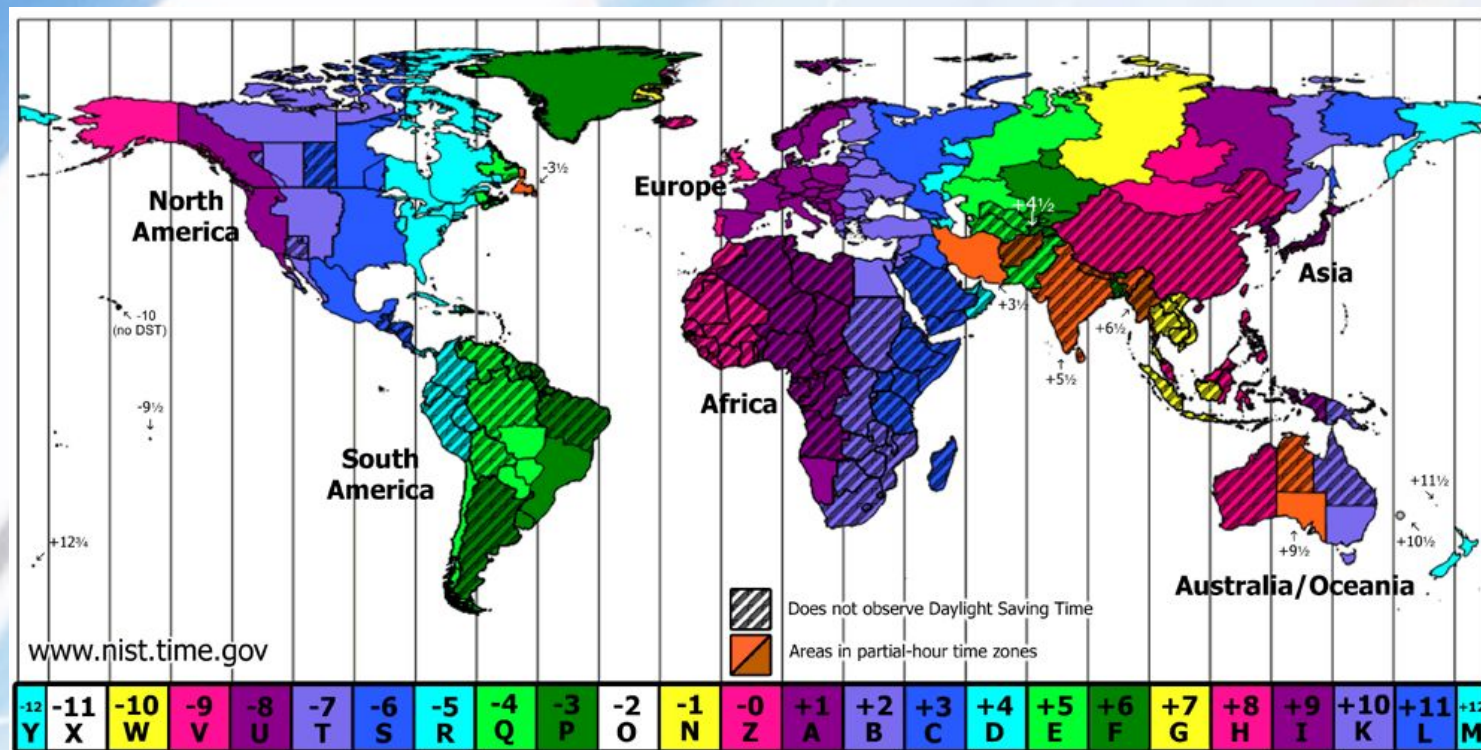 -3½
Europe
North
America
+4½
Asia
-10
(no DST)
+3½
+6½
+5½
-9½
Africa
South
America
+11½
+12¾
+10½
+9½
Australia/Oceania
Does not observe Daylight Saving Time
Areas in partial-hour time zones
www.nist.time.gov
-12 -11 -10 -9 -8 -7 -6 -5 -4 -3 -2 -1 -0 +1 +2 +3 +4 +5 +6 +7 +8 +9 +10 +11 +12
Y X W V U T S R Q P O N Z A B C D E F G H I K L M